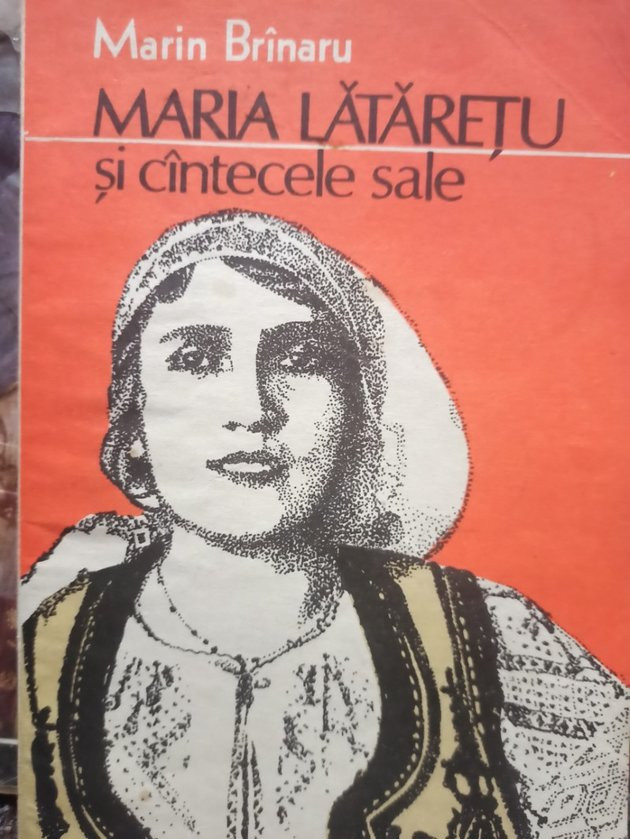 Marin Brînaru
MARIA LĂTĂREȚU
și cîntecele sale